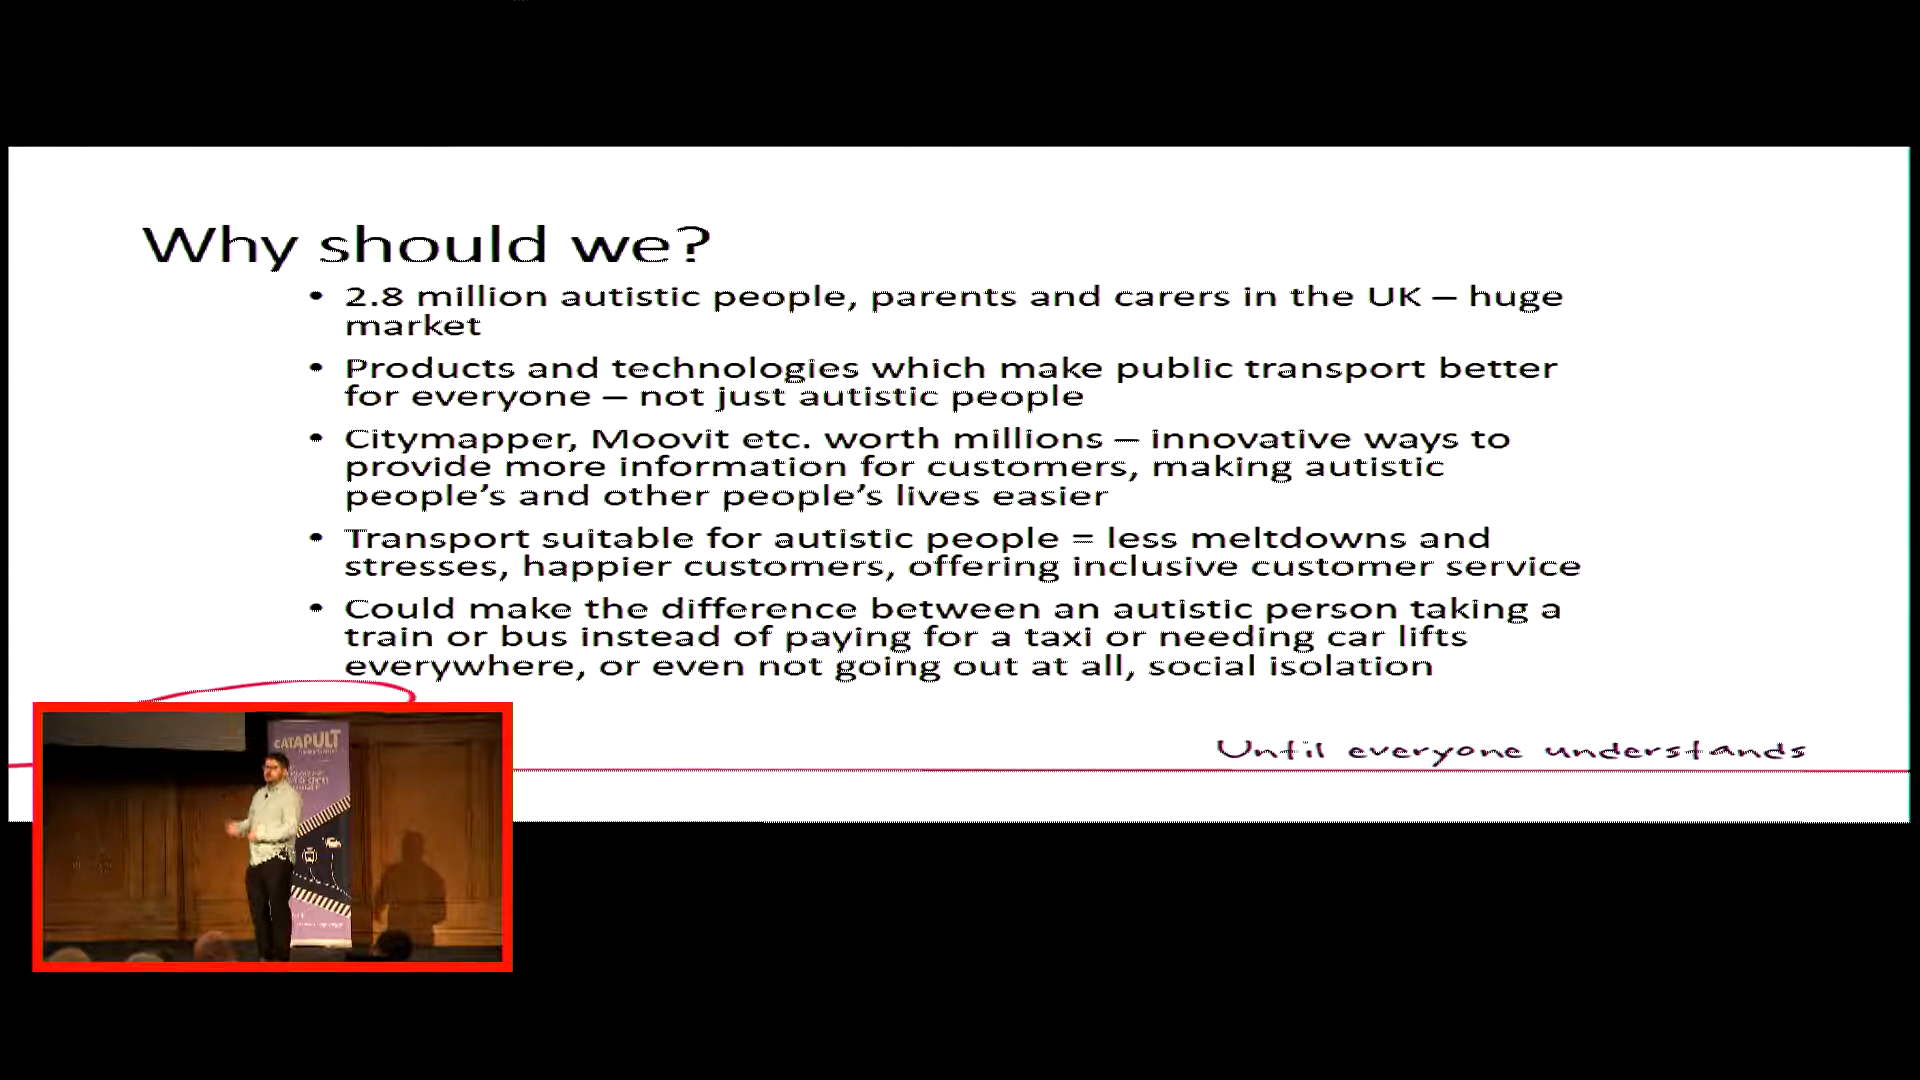 Why should we?
• 2.8 million autistic people, parents and carers in the UK – huge
market
• Products and technologies which make public transport better
for everyone – not just autistic people
• Citymapper, Moovit etc. worth millions – innovative ways to
provide more information for customers, making autistic
people’s and other people’s lives easier
• Transport suitable for autistic people = less meltdowns and
stresses, happier customers, offering inclusive customer service
• Could make the difference between an autistic person taking a
train or bus instead of paying for a taxi or needing car lifts
everywhere, or even not going out at all, social isolation
Until everyone understands
CATAPULT